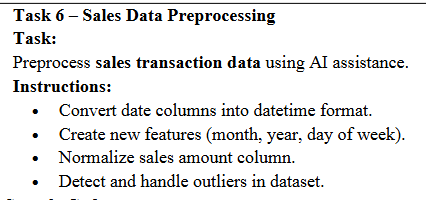 Task 6 – Sales Data Preprocessing
Task:
Preprocess sales transaction data using AI assistance.
Instructions:
• Convert date columns into datetime format.
• Create new features (month, year, day of week).
• Normalize sales amount column.
• Detect and handle outliers in dataset.